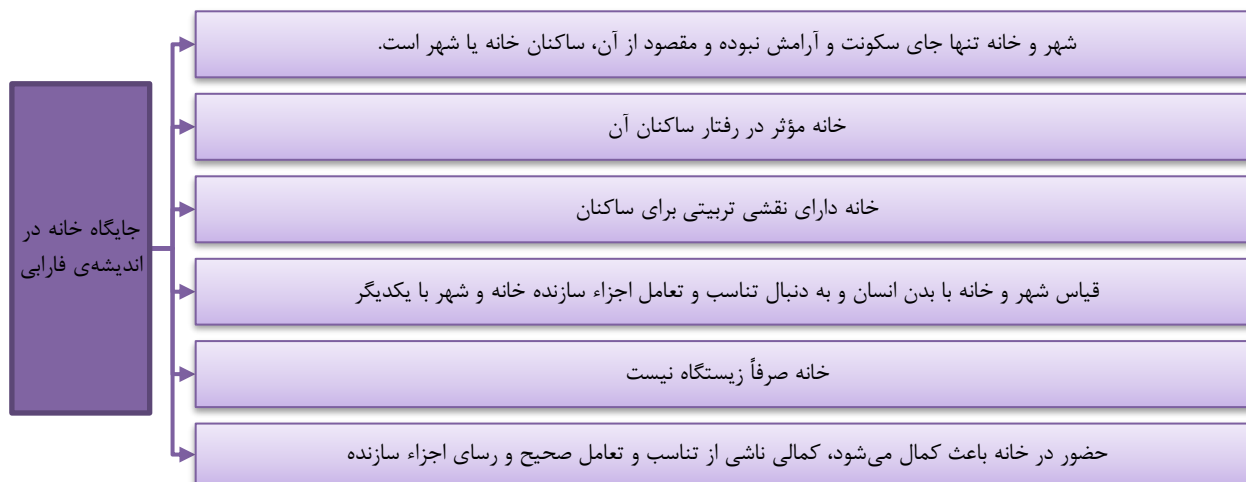 جایگاه خانه در
اندیشه‌ی فارابی
شهر و خانه تنها جای سکونت و آرامش نبوده و مقصود از آن، ساکنان خانه یا شهر است.
خانه مؤثر در رفتار ساکنان آن
خانه دارای نقشی تربیتی برای ساکنان
قیاس شهر و خانه با بدن انسان و به دنبال تناسب و تعامل اجزاء سازنده خانه و شهر با یکدیگر
خانه صرفاً زیستگاه نیست
حضور در خانه باعث کمال می‌شود، کمالی ناشی از تناسب و تعامل صحیح و رسای اجزاء سازنده